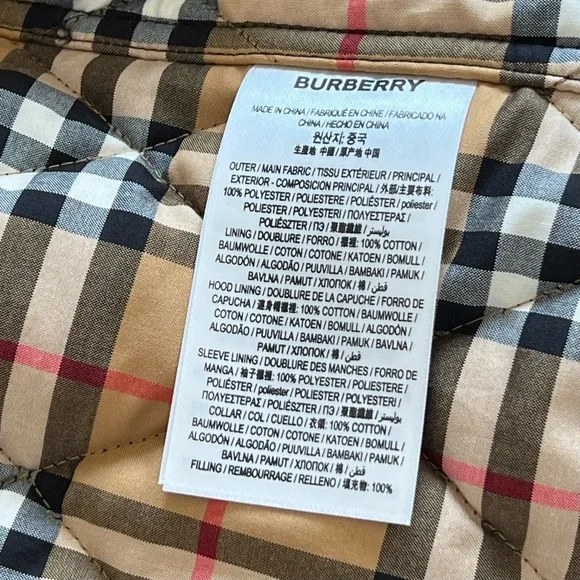 BURBERRY
MADE IN CHINA / FABRIQUÉ EN CHINE / FABRICADO NA
CHINA / HECHO EN CHINA
원산지: 중국
生產地 中國 / 原产地 中国
OUTER / MAIN FABRIC / TISSU EXTÉRIEUR / PRINCIPAL /
EXTERIOR - COMPOSICIÓN PRINCIPAL / 外部/主要布料:
100% POLYESTER / POLIESTERE / POLIÉSTER / poliester /
POLYESTER / POLYESTERI / ΠΟΛΥΕΣΤΕΡΑΣ /
POLIÉSZTER / ПЭ / 聚酯纖維 / بوليستر /
LINING / DOUBLURE / FORRO / 襯裡: 100% COTTON /
BAUMWOLLE / COTON / COTONE / KATOEN / BOMULL /
ALGODÓN / ALGODÃO / PUUVILLA / BAMBAKI / PAMUK /
BAVLNA / PAMUT / ХЛОПОК / 棉 / قطن /
HOOD LINING / DOUBLURE DE LA CAPUCHE / FORRO DE
CAPUCHA / 連身帽襯裡: 100% COTTON / BAUMWOLLE /
COTON / COTONE / KATOEN / BOMULL / ALGODÓN /
ALGODÃO / PUUVILLA / BAMBAKI / PAMUK / BAVLNA
/ PAMUT / ХЛОПОК / 棉 / قطن /
SLEEVE LINING / DOUBLURE DES MANCHES / FORRO DE
MANGA / 袖子襯裡: 100% POLYESTER / POLIESTERE /
POLIÉSTER / poliester / POLYESTER / POLYESTERI /
ΠΟΛΥΕΣΤΕΡΑΣ / POLIÉSZTER / ПЭ / 聚酯纖維 / بوليستر /
COLLAR / COL / CUELLO / 衣領: 100% COTTON /
BAUMWOLLE / COTON / COTONE / KATOEN / BOMULL /
ALGODÓN / ALGODÃO / PUUVILLA / BAMBAKI / PAMUK /
BAVLNA / PAMUT / ХЛОПОК / 棉 / قطن /
FILLING / REMBOURRAGE / RELLENO / 填充物: 100%